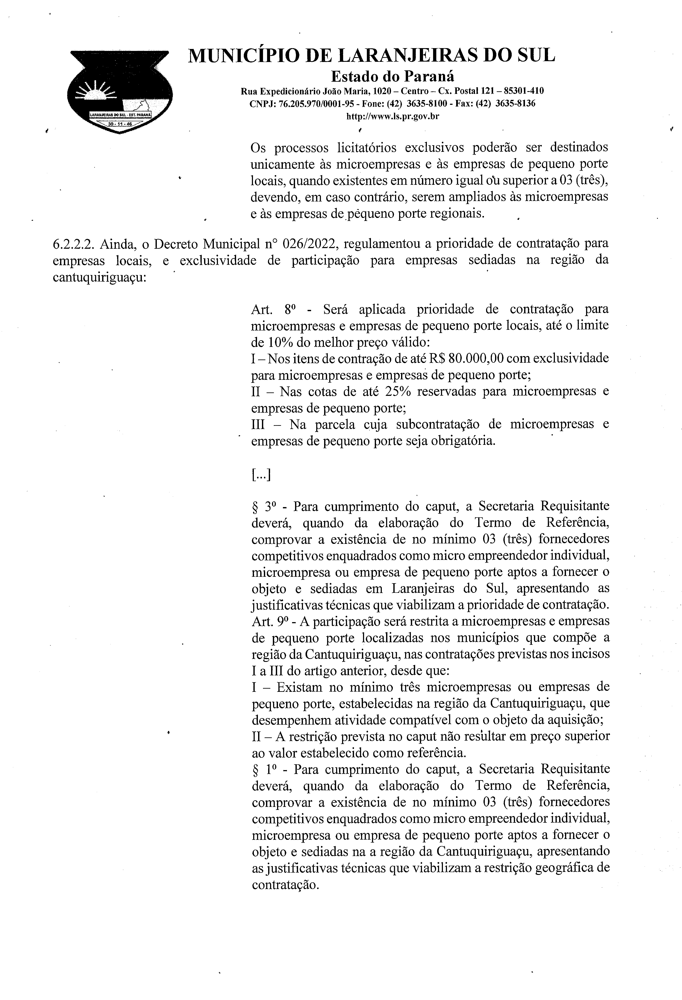 MUNICÍPIO DE LARANJEIRAS DO SUL
Estado do Paraná
Rua Expedicionário João Maria, 1020 – Centro – Cx. Postal 121 – 85301-410
CNPJ: 76.205.970/0001-95 - Fone: (42) 3635-8100 - Fax: (42) 3635-8136
http://www.ls.pr.gov.br
LARANJEIRAS DO SUL - EST. PARANÁ
30 - 11 - 46
Os processos licitatórios exclusivos poderão ser destinados
unicamente às microempresas e às empresas de pequeno porte
locais, quando existentes em número igual ou superior a 03 (três),
devendo, em caso contrário, serem ampliados às microempresas
e às empresas de pequeno porte regionais.
6.2.2.2. Ainda, o Decreto Municipal n° 026/2022, regulamentou a prioridade de contratação para
empresas locais, e exclusividade de participação para empresas sediadas na região da
cantuquiriguaçu:
Art. 8º - Será aplicada prioridade de contratação para
microempresas e empresas de pequeno porte locais, até o limite
de 10% do melhor preço válido:
I – Nos itens de contração de até R$ 80.000,00 com exclusividade
para microempresas e empresas de pequeno porte;
II – Nas cotas de até 25% reservadas para microempresas e
empresas de pequeno porte;
III – Na parcela cuja subcontratação de microempresas e
empresas de pequeno porte seja obrigatória.
[...]
§ 3º - Para cumprimento do caput, a Secretaria Requisitante
deverá, quando da elaboração do Termo de Referência,
comprovar a existência de no mínimo 03 (três) fornecedores
competitivos enquadrados como micro empreendedor individual,
microempresa ou empresa de pequeno porte aptos a fornecer o
objeto e sediadas em Laranjeiras do Sul, apresentando as
justificativas técnicas que viabilizam a prioridade de contratação.
Art. 9º - A participação será restrita a microempresas e empresas
de pequeno porte localizadas nos municípios que compõe a
região da Cantuquiriguaçu, nas contratações previstas nos incisos
I a III do artigo anterior, desde que:
I – Existam no mínimo três microempresas ou empresas de
pequeno porte, estabelecidas na região da Cantuquiriguaçu, que
desempenhem atividade compatível com o objeto da aquisição;
II – A restrição prevista no caput não resultar em preço superior
ao valor estabelecido como referência.
§ 1º - Para cumprimento do caput, a Secretaria Requisitante
deverá, quando da elaboração do Termo de Referência,
comprovar a existência de no mínimo 03 (três) fornecedores
competitivos enquadrados como micro empreendedor individual,
microempresa ou empresa de pequeno porte aptos a fornecer o
objeto e sediadas na a região da Cantuquiriguaçu, apresentando
as justificativas técnicas que viabilizam a restrição geográfica de
contratação.